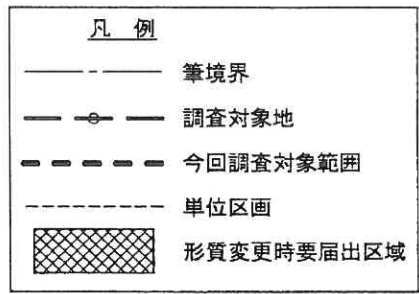 凡 例
筆境界
調査対象地
今回調査対象範囲
単位区画
形質変更時要届出区域